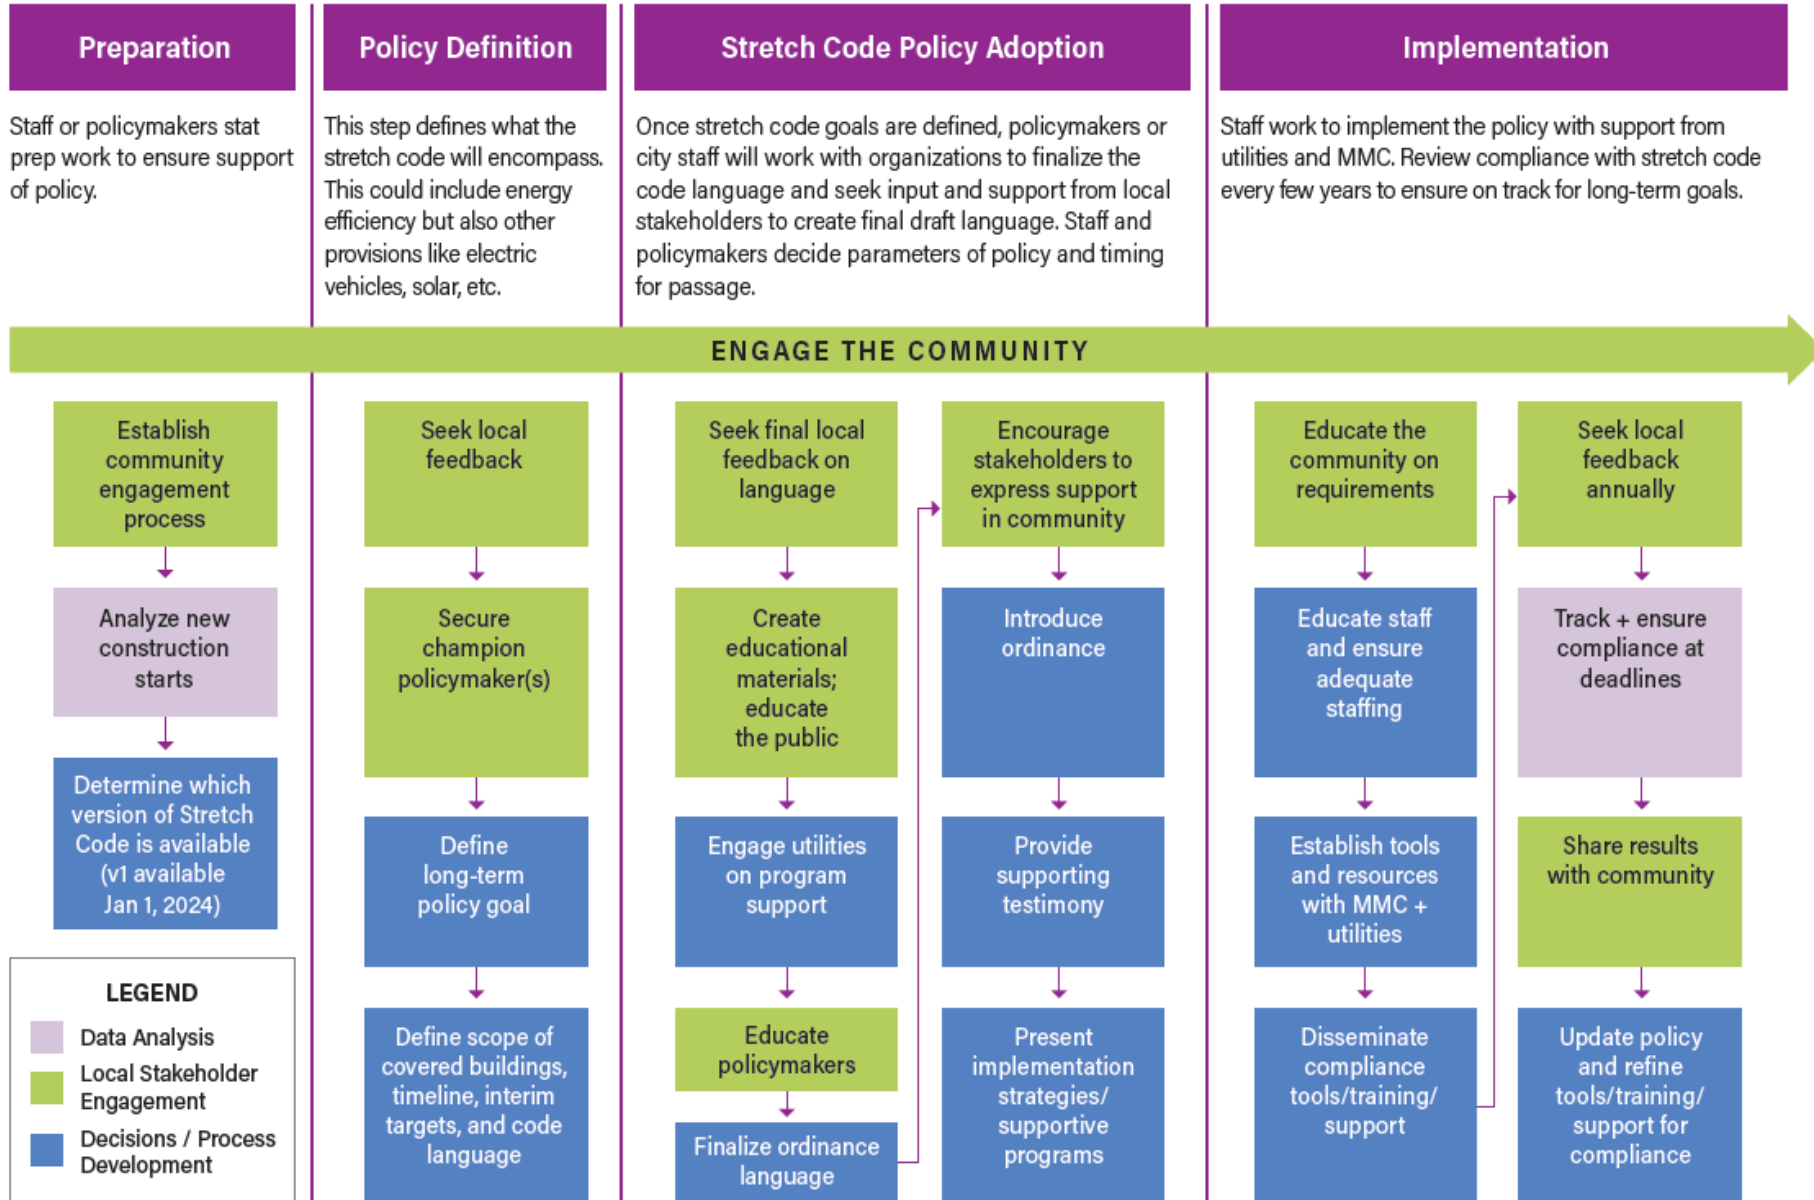 Preparation
Staff or policymakers stat
prep work to ensure support
of policy.
Policy Definition
This step defines what the
stretch code will encompass.
This could include energy
efficiency but also other
provisions like electric
vehicles, solar, etc.
Stretch Code Policy Adoption
Once stretch code goals are defined, policymakers or
city staff will work with organizations to finalize the
code language and seek input and support from local
stakeholders to create final draft language. Staff and
policymakers decide parameters of policy and timing
for passage.
Implementation
Staff work to implement the policy with support from
utilities and MMC. Review compliance with stretch code
every few years to ensure on track for long-term goals.
ENGAGE THE COMMUNITY
Establish
community
engagement
process
Analyze new
construction
starts
Determine which
version of Stretch
Code is available
(v1 available
Jan 1, 2024)
Seek local
feedback
Secure
champion
policymaker(s)
Define
long-term
policy goal
Define scope of
covered buildings,
timeline, interim
targets, and code
language
Seek final local
feedback on
language
Create
educational
materials;
educate
the public
Engage utilities
on program
support
Educate
policymakers
Finalize ordinance
language
Encourage
stakeholders to
express support
in community
Introduce
ordinance
Provide
supporting
testimony
Present
implementation
strategies/
supportive
programs
Educate the
community on
requirements
Educate staff
and ensure
adequate
staffing
Establish tools
and resources
with MMC +
utilities
Disseminate
compliance
tools/training/
support
Seek local
feedback
annually
Track + ensure
compliance at
deadlines
Share results
with community
Update policy
and refine
tools/training/
support for
compliance
LEGEND
Data Analysis
Local Stakeholder
Engagement
Decisions / Process
Development